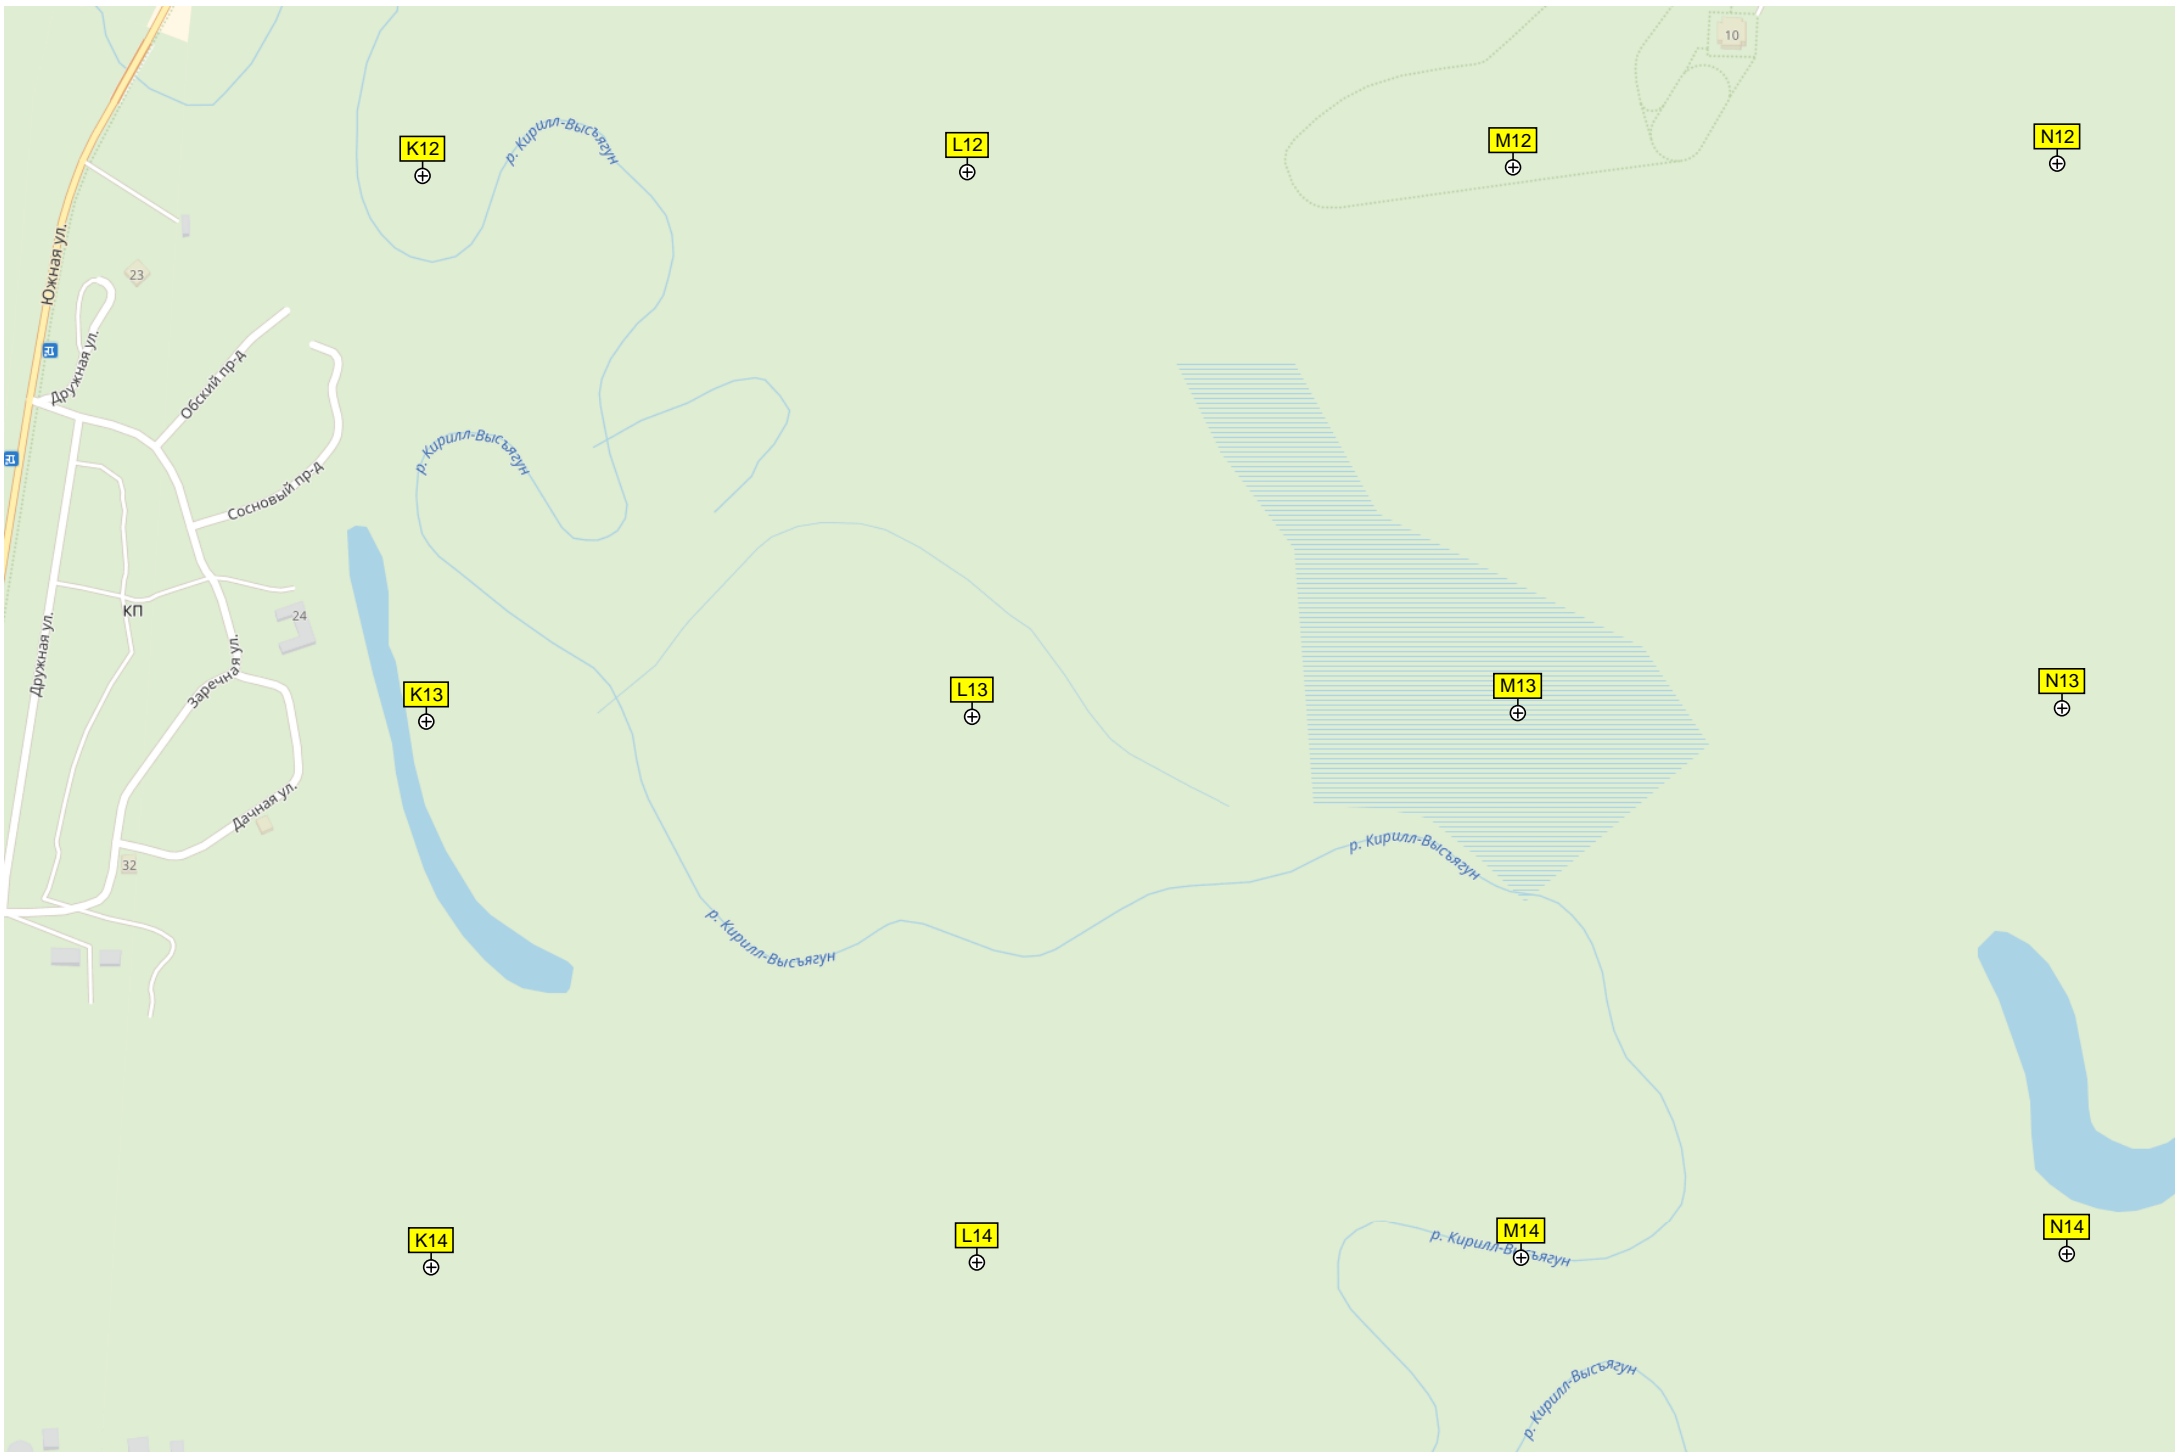 10
К12
р. Кирилл-Высъягун
L12
M12
N12
Южная ул.
23
Дружная ул.
Обский пр-д
р. Кирилл-Высъягун
Сосновый пр-д
КП
24
Дружная ул.
Заречная ул.
K13
L13
M13
N13
Дачная ул.
р. Кирилл-Высъягун
32
р. Кирилл-Высъягун
K14
L14
M14
N14
р. Кирилл-Высъягун
р. Кирилл-Высъягун